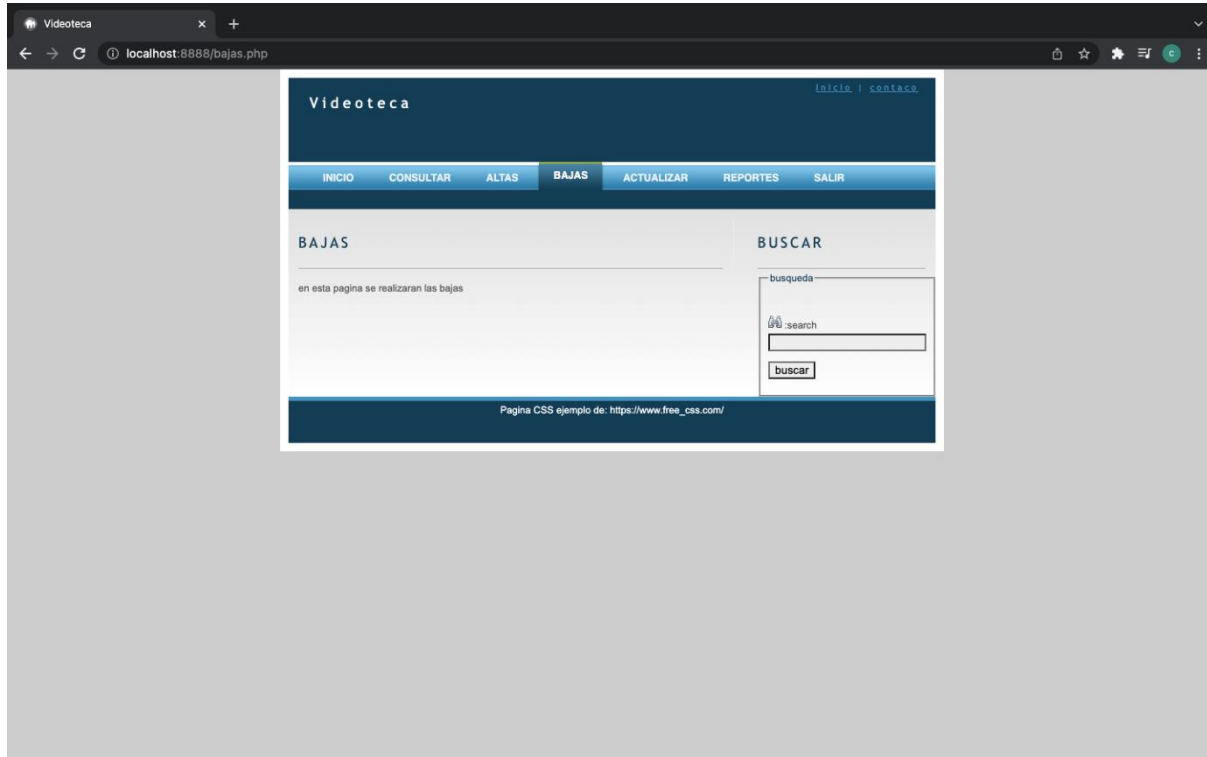 Videoteca
localhost:8888/bajas.php
Inicio | contaco
Videoteca
INICIO CONSULTAR ALTAS BAJAS ACTUALIZAR REPORTES SALIR
BAJAS
en esta pagina se realizaran las bajas
BUSCAR
busqueda
:search
buscar
Pagina CSS ejemplo de: https://www.free_css.com/